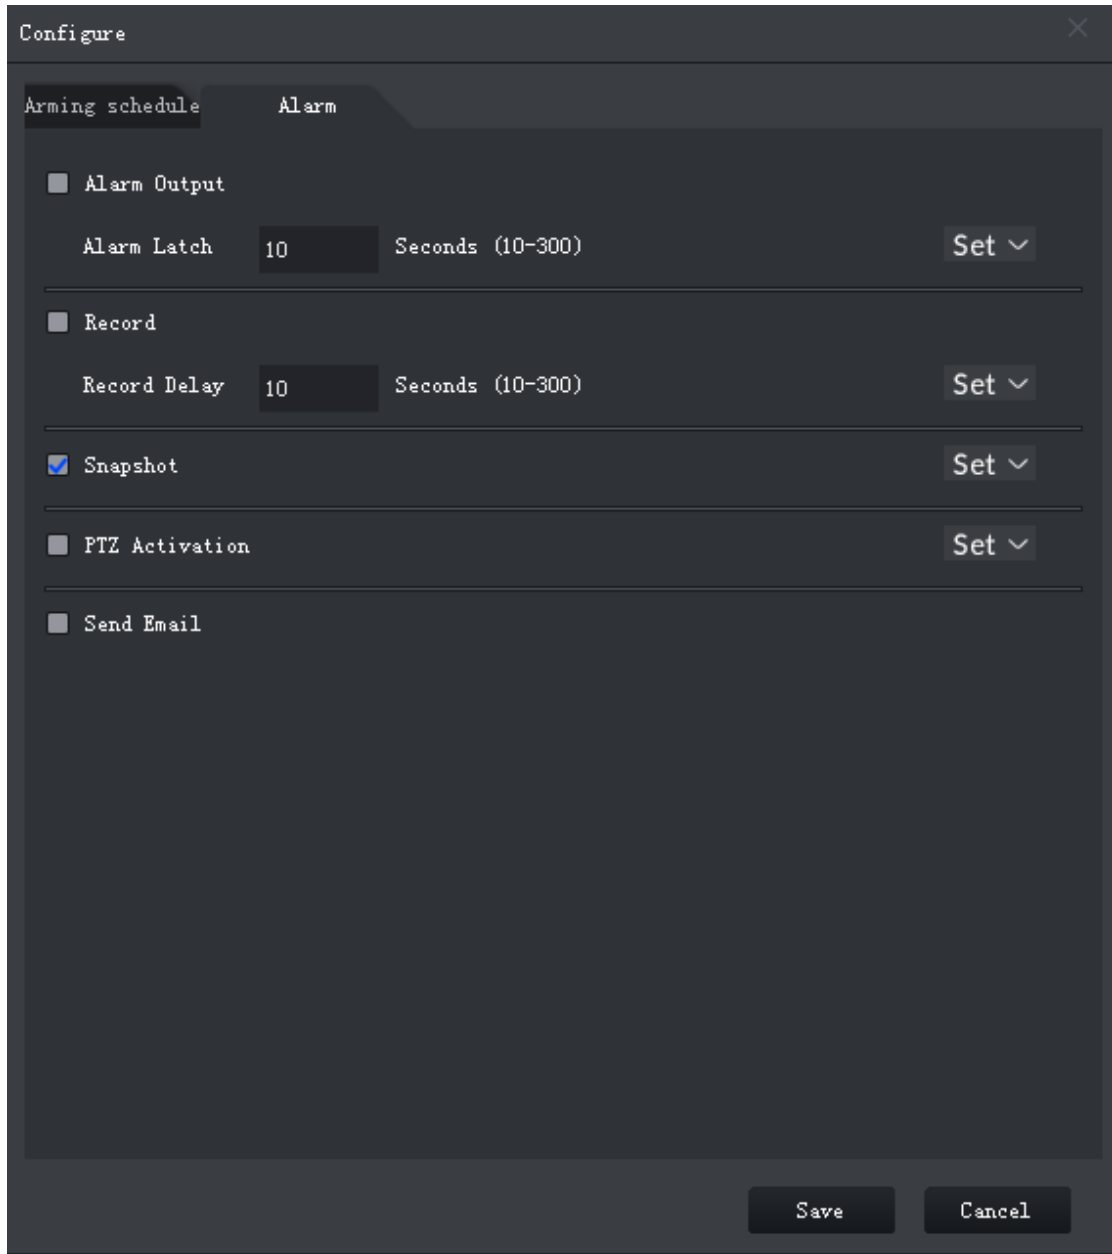 Configure
Arming schedule Alarm
Alarm Output
Alarm Latch 10 Seconds (10-300) Set
Record
Record Delay 10 Seconds (10-300) Set
Snapshot Set
PTZ Activation Set
Send Email
Save Cancel